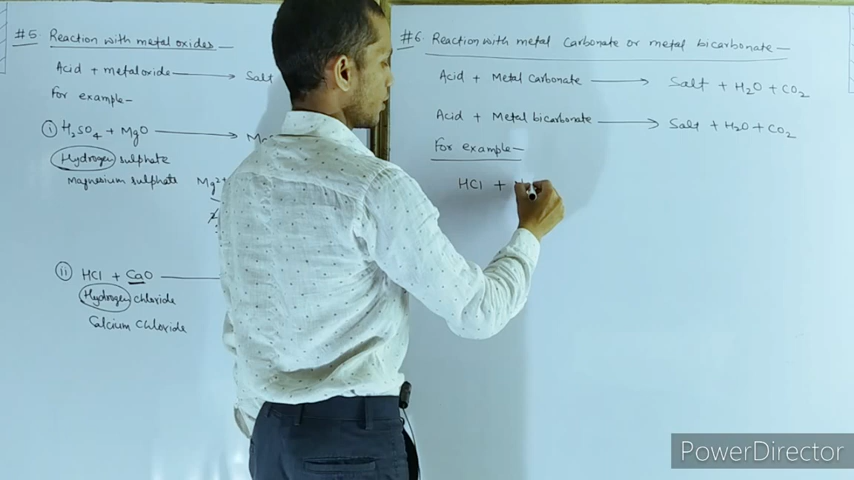 #5 Reaction with metal oxides –
Acid + metal oxide → Salt
For example –
(i) H₂SO₄ + MgO →
Hydrogen sulphate
Magnesium sulphate Mg²⁺
(ii) HCl + CaO
Hydrogen chloride
Calcium chloride
#6. Reaction with metal Carbonate or metal bicarbonate –
Acid + Metal Carbonate → Salt + H₂O + CO₂
Acid + Metal bicarbonate → Salt + H₂O + CO₂
For example –
HCl +
PowerDirector